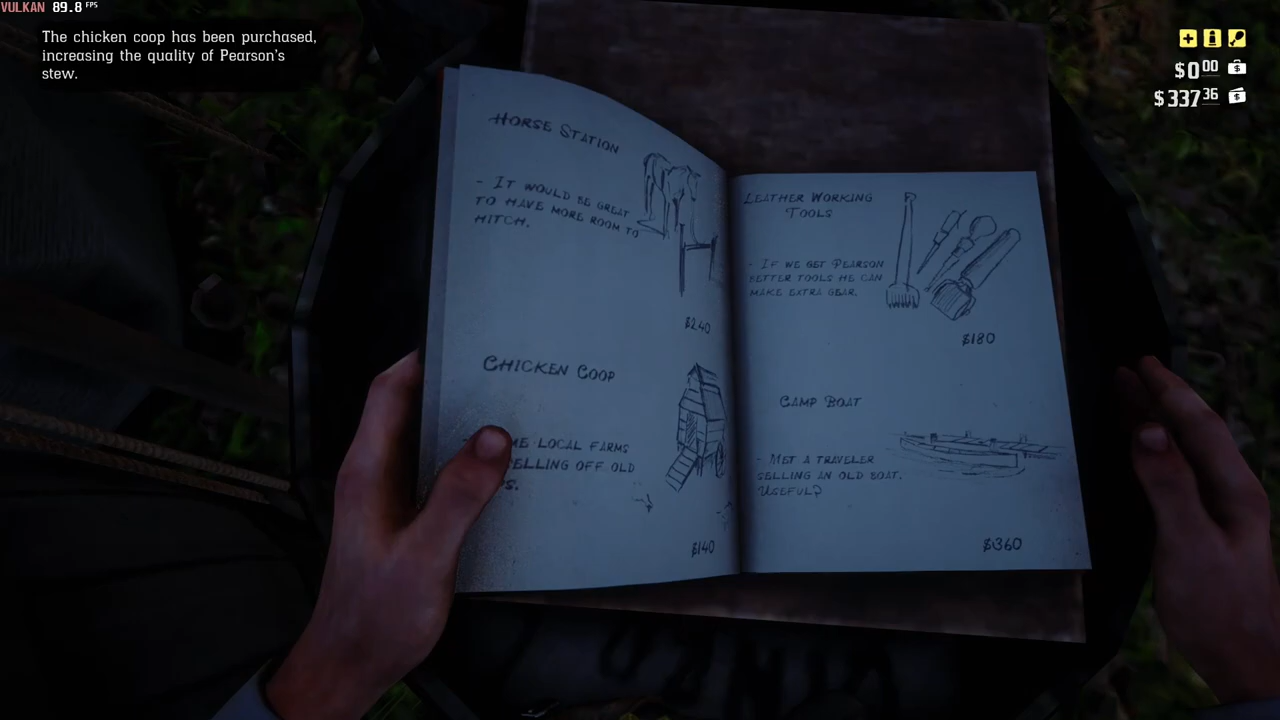 VULKAN 89.8 FPS
The chicken coop has been purchased,
increasing the quality of Pearson's
stew.
$0 00
$337 36
HORSE STATION
- IT WOULD BE GREAT
TO HAVE MORE ROOM TO
HITCH.
$240
CHICKEN COOP
LOCAL FARMS
SELLING OFF OLD
$140
LEATHER WORKING
TOOLS
- IF WE GET PEARSON
BETTER TOOLS HE CAN
MAKE EXTRA GEAR.
$180
CAMP BOAT
- MET A TRAVELER
SELLING AN OLD BOAT.
USEFUL?
$360